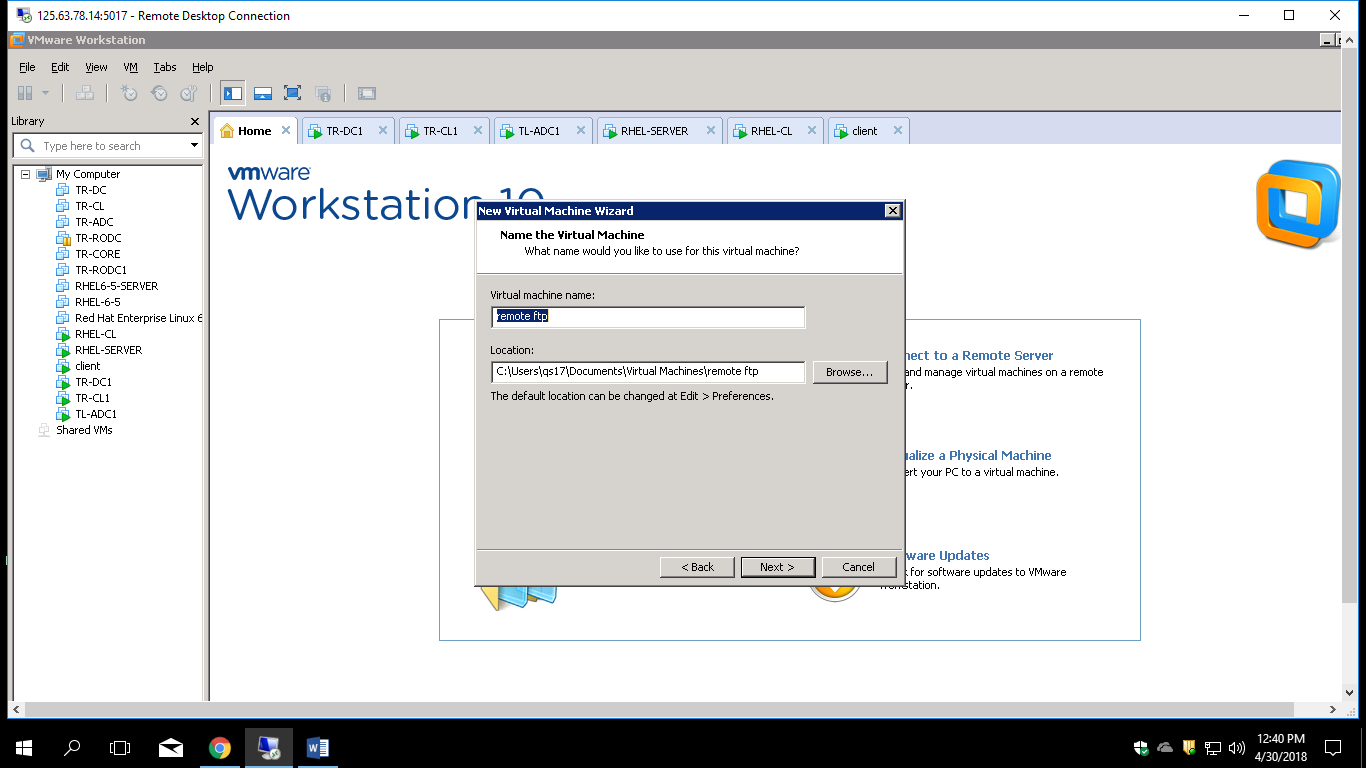 125.63.78.14:5017 - Remote Desktop Connection
VMware Workstation
File Edit View VM Tabs Help
Library
Type here to search
My Computer
TR-DC
TR-CL
TR-ADC
TR-RODC
TR-CORE
TR-RODC1
RHEL6-5-SERVER
RHEL-6-5
Red Hat Enterprise Linux 6
RHEL-CL
RHEL-SERVER
client
TR-DC1
TR-CL1
TL-ADC1
Shared VMs
Home TR-DC1 TR-CL1 TL-ADC1 RHEL-SERVER RHEL-CL client
vmware
Workstation 10
New Virtual Machine Wizard
Name the Virtual Machine
What name would you like to use for this virtual machine?
Virtual machine name:
remote ftp
Location:
C:\Users\qs17\Documents\Virtual Machines\remote ftp
Browse...
The default location can be changed at Edit > Preferences.
< Back Next > Cancel
nect to a Remote Server
and manage virtual machines on a remote
r.
ualize a Physical Machine
ert your PC to a virtual machine.
ware Updates
k for software updates to VMware
rkstation.
12:40 PM
4/30/2018